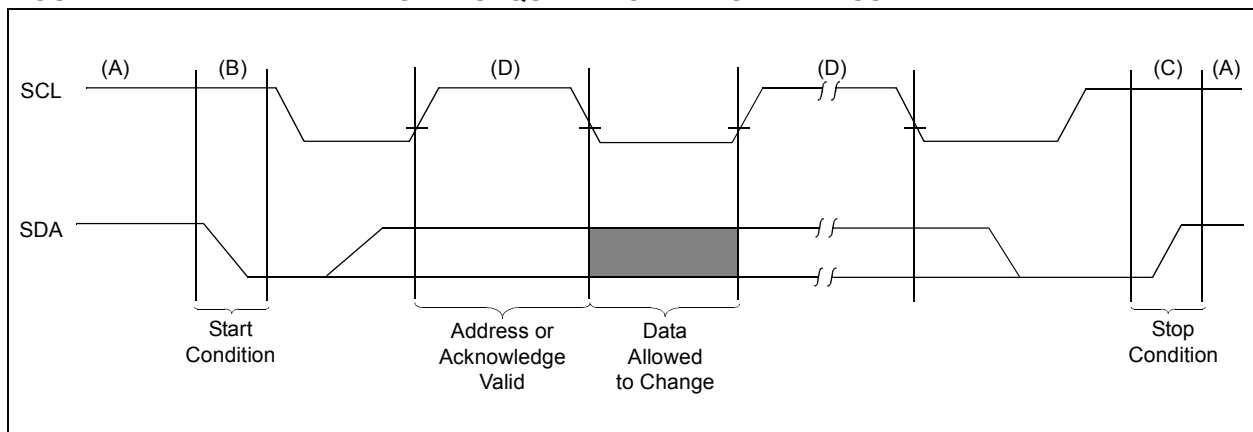 (A) (B) (D) (D) (C) (A)
SCL
SDA
Start
Condition
Address or
Acknowledge
Valid
Data
Allowed
to Change
Stop
Condition